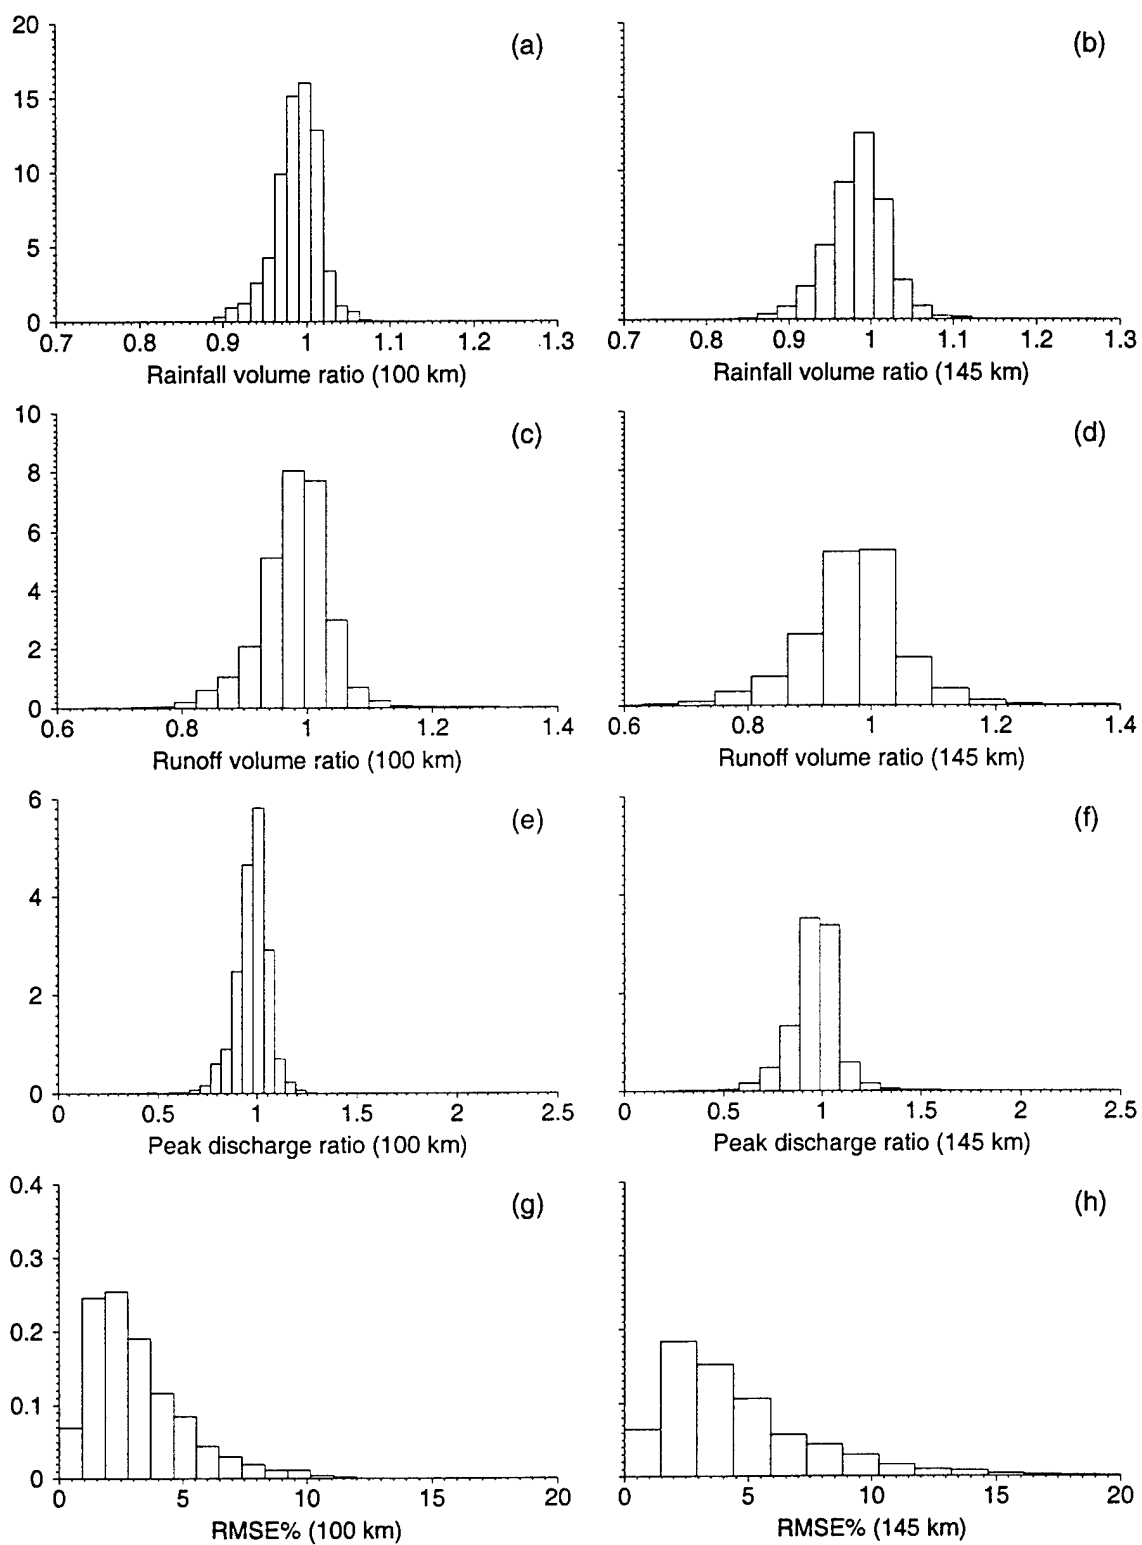 20
15
10
5
0
(a)
(b)
0.7 0.8 0.9 1 1.1 1.2 1.3
0.7 0.8 0.9 1 1.1 1.2 1.3
Rainfall volume ratio (100 km)
Rainfall volume ratio (145 km)
10
8
6
4
2
0
(c)
(d)
0.6 0.8 1 1.2 1.4
0.6 0.8 1 1.2 1.4
Runoff volume ratio (100 km)
Runoff volume ratio (145 km)
6
4
2
0
(e)
(f)
0 0.5 1 1.5 2 2.5
0 0.5 1 1.5 2 2.5
Peak discharge ratio (100 km)
Peak discharge ratio (145 km)
0.4
0.3
0.2
0.1
0
(g)
(h)
0 5 10 15 20
0 5 10 15 20
RMSE% (100 km)
RMSE% (145 km)